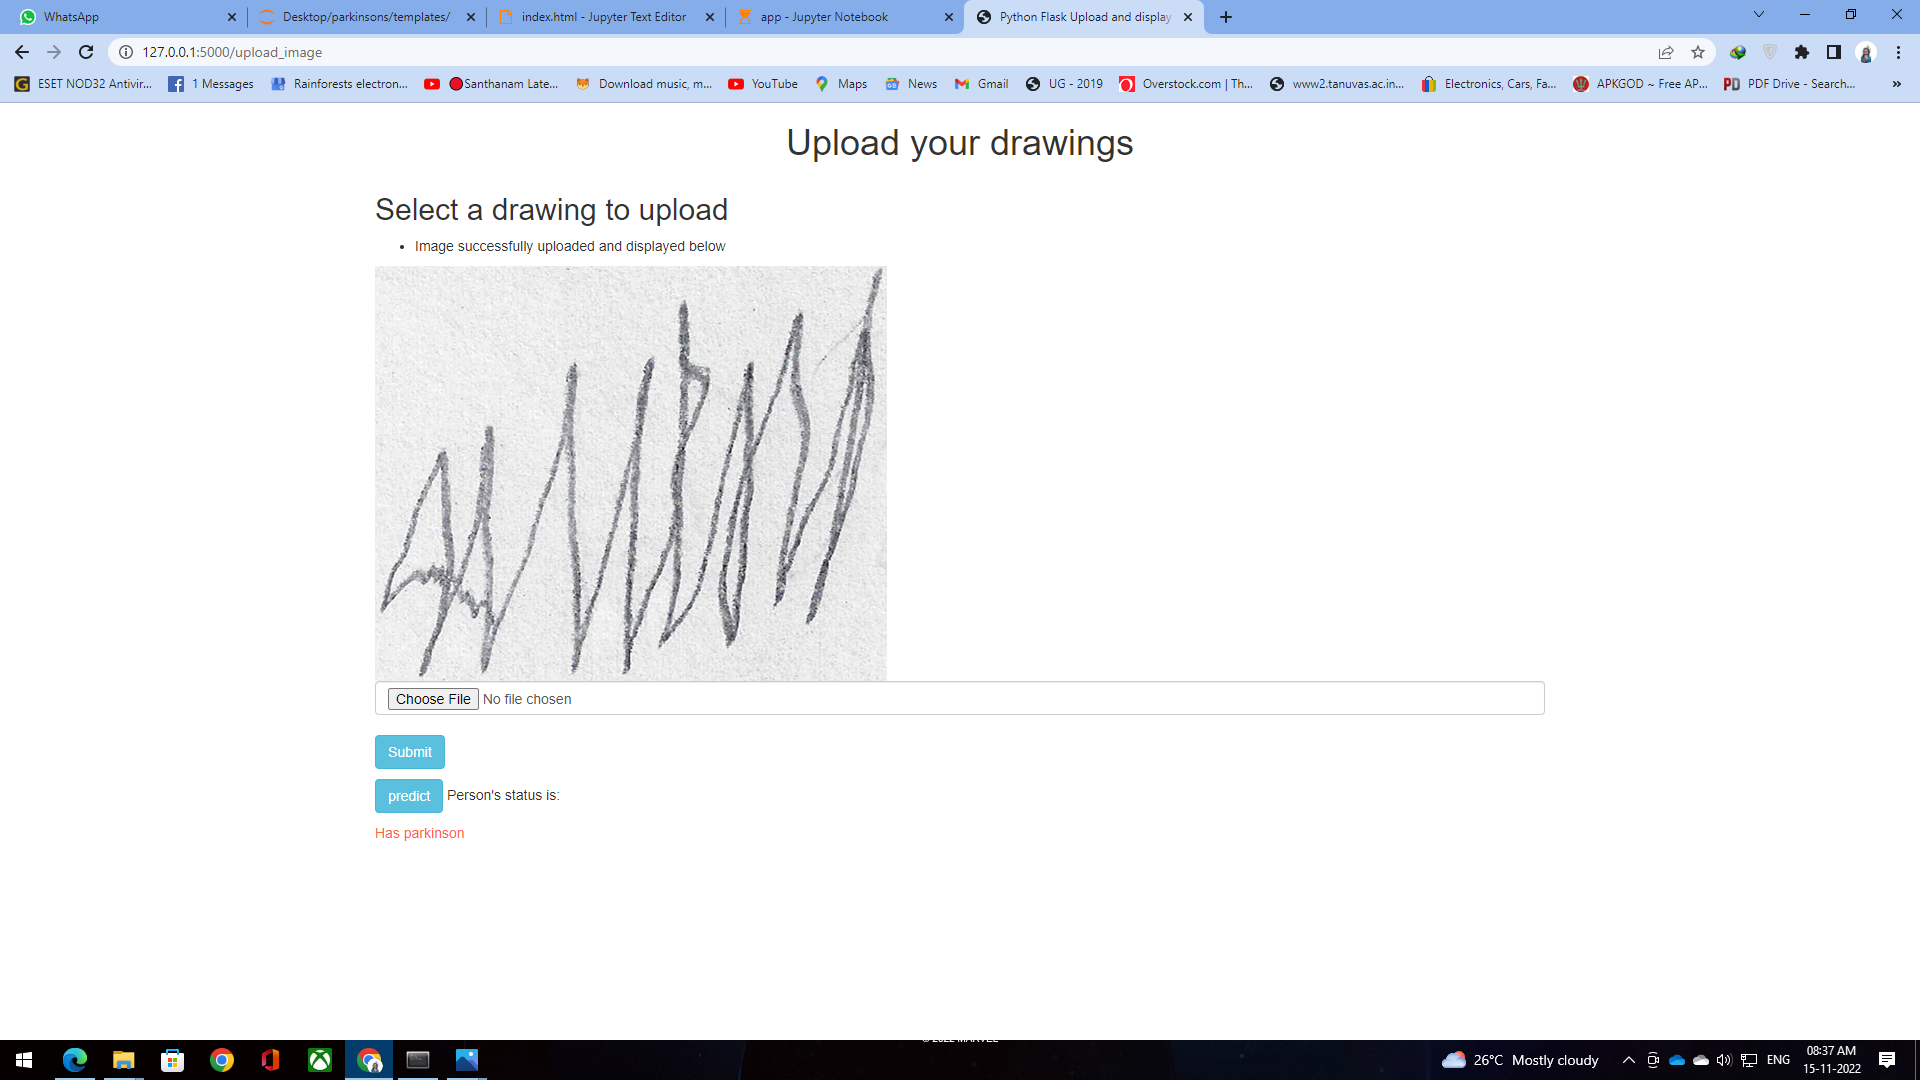 WhatsApp
Desktop/parkinsons/templates/
index.html - Jupyter Text Editor
app - Jupyter Notebook
Python Flask Upload and display
127.0.0.1:5000/upload_image
ESET NOD32 Antivir...
1 Messages
Rainforests electron...
Santhanam Late...
Download music, m...
YouTube
Maps
News
Gmail
UG - 2019
Overstock.com | Th...
www2.tanuvas.ac.in...
Electronics, Cars, Fa...
APKGOD ~ Free AP...
PD PDF Drive - Search...
»
Upload your drawings
Select a drawing to upload
• Image successfully uploaded and displayed below
Choose File No file chosen
Submit
predict Person's status is:
Has parkinson
© 2022 MARVEL
26°C Mostly cloudy
ENG
08:37 AM
15-11-2022